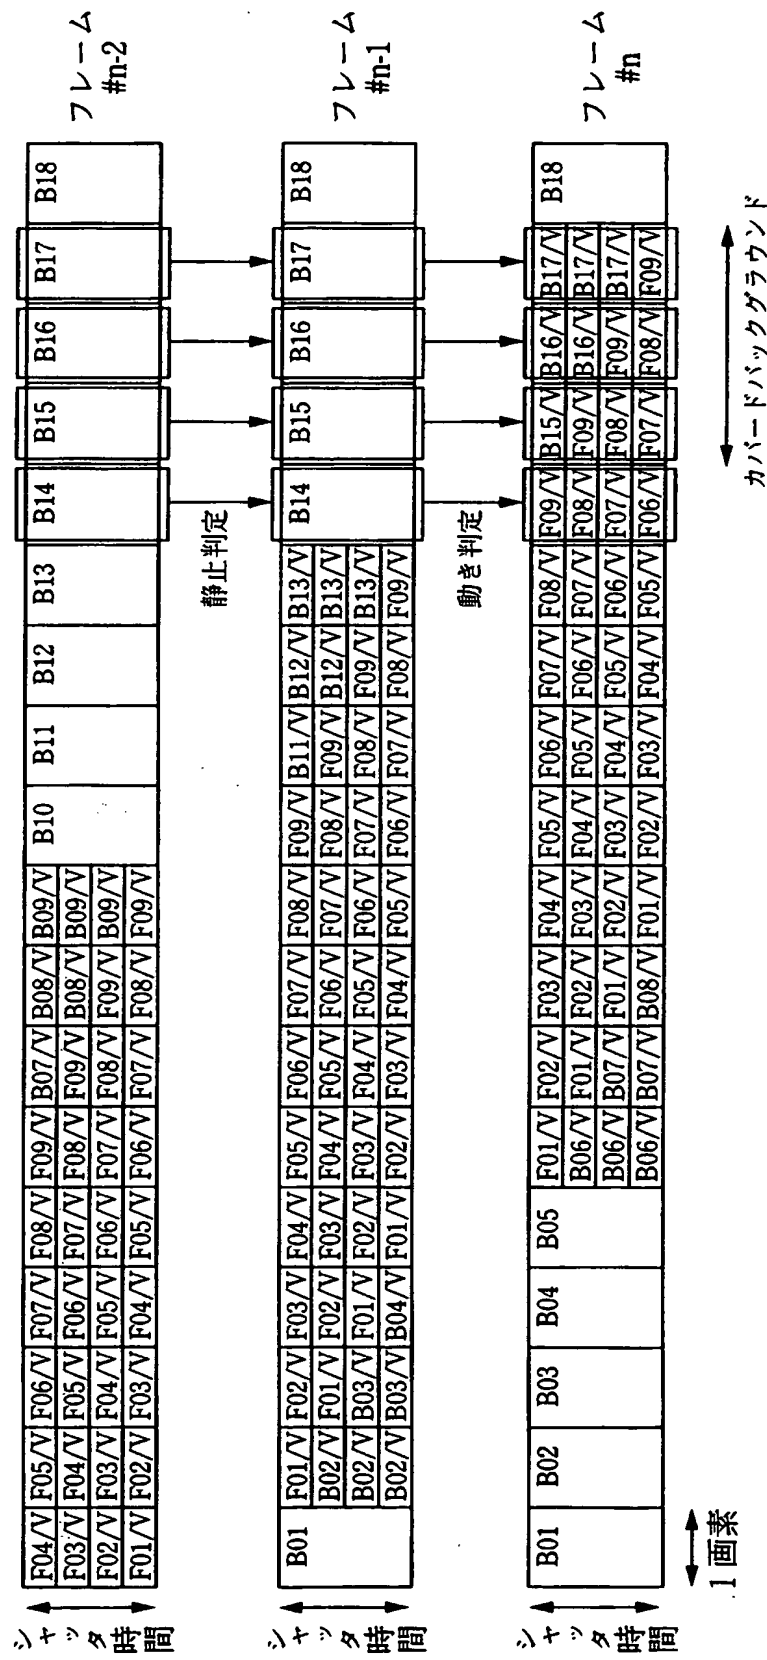 フレーム
#n-2
B10 B11 B12 B13 B14 B15 B16 B17 B18
F04/V F05/V F06/V F07/V F08/V F09/V B07/V B08/V B09/V
F03/V F04/V F05/V F06/V F07/V F08/V F09/V B08/V B09/V
F02/V F03/V F04/V F05/V F06/V F07/V F08/V F09/V B09/V
F01/V F02/V F03/V F04/V F05/V F06/V F07/V F08/V F09/V
シャッタ
時間
静止判定
フレーム
#n-1
B01 B14 B15 B16 B17 B18
F01/V F02/V F03/V F04/V F05/V F06/V F07/V F08/V F09/V B11/V B12/V B13/V
B02/V F01/V F02/V F03/V F04/V F05/V F06/V F07/V F08/V F09/V B12/V B13/V
B02/V B03/V F01/V F02/V F03/V F04/V F05/V F06/V F07/V F08/V F09/V B13/V
B02/V B03/V B04/V F01/V F02/V F03/V F04/V F05/V F06/V F07/V F08/V F09/V
シャッタ
時間
動き判定
フレーム
#n
B01 B02 B03 B04 B05 B18
F01/V F02/V F03/V F04/V F05/V F06/V F07/V F08/V F09/V B15/V B16/V B17/V
B06/V F01/V F02/V F03/V F04/V F05/V F06/V F07/V F08/V F09/V B16/V B17/V
B06/V B07/V F01/V F02/V F03/V F04/V F05/V F06/V F07/V F08/V F09/V B17/V
B06/V B07/V B08/V F01/V F02/V F03/V F04/V F05/V F06/V F07/V F08/V F09/V
シャッタ
時間
1画素
カバードバックグラウンド